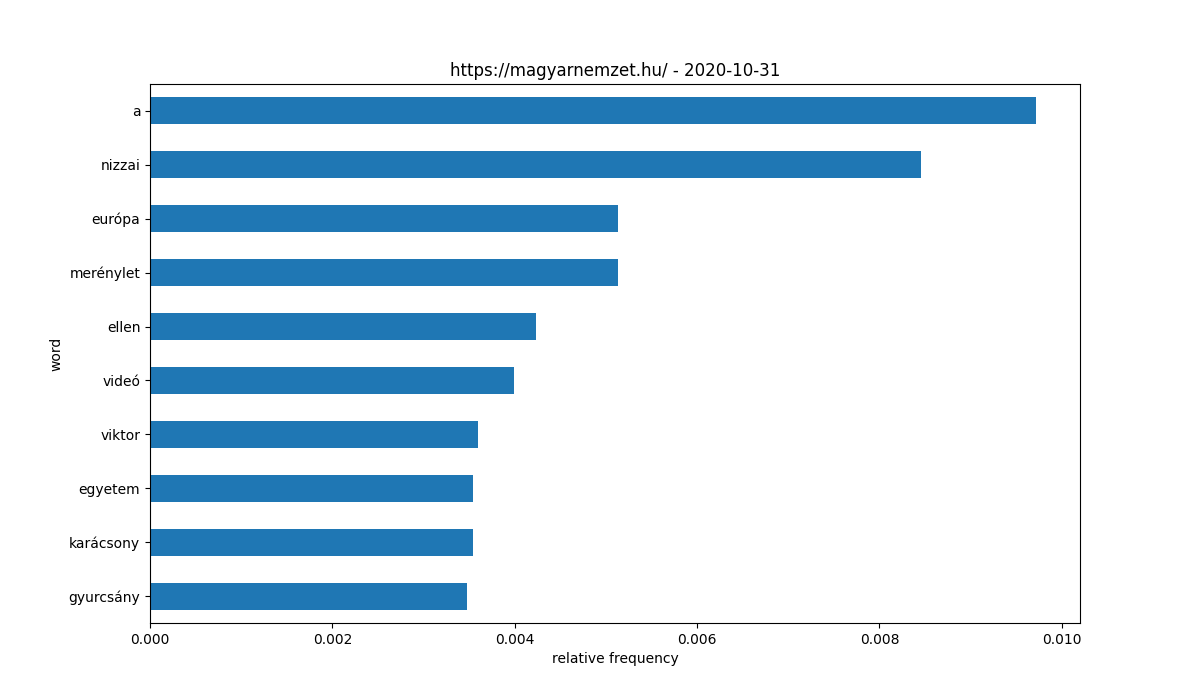 https://magyarnemzet.hu/ - 2020-10-31
a
nizzai
európa
merénylet
ellen
videó
viktor
egyetem
karácsony
gyurcsány
word
0.000 0.002 0.004 0.006 0.008 0.010
relative frequency